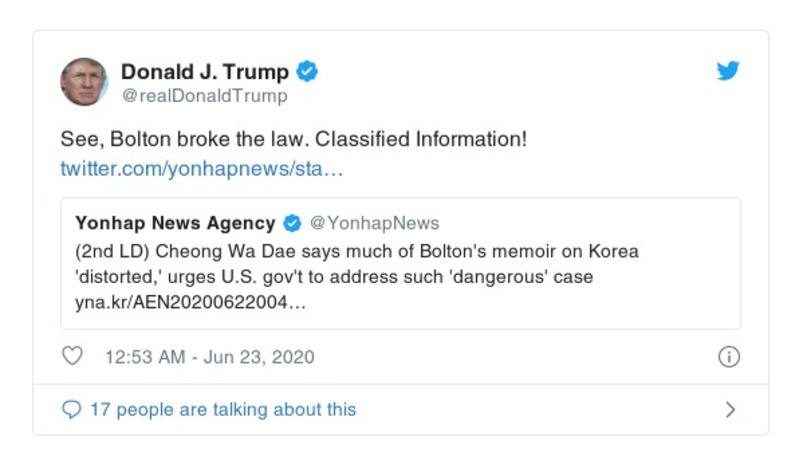 Donald J. Trump
@realDonaldTrump
See, Bolton broke the law. Classified Information!
twitter.com/yonhapnews/sta…
Yonhap News Agency @YonhapNews
(2nd LD) Cheong Wa Dae says much of Bolton's memoir on Korea
'distorted,' urges U.S. gov't to address such 'dangerous' case
yna.kr/AEN20200622004…
12:53 AM - Jun 23, 2020
17 people are talking about this